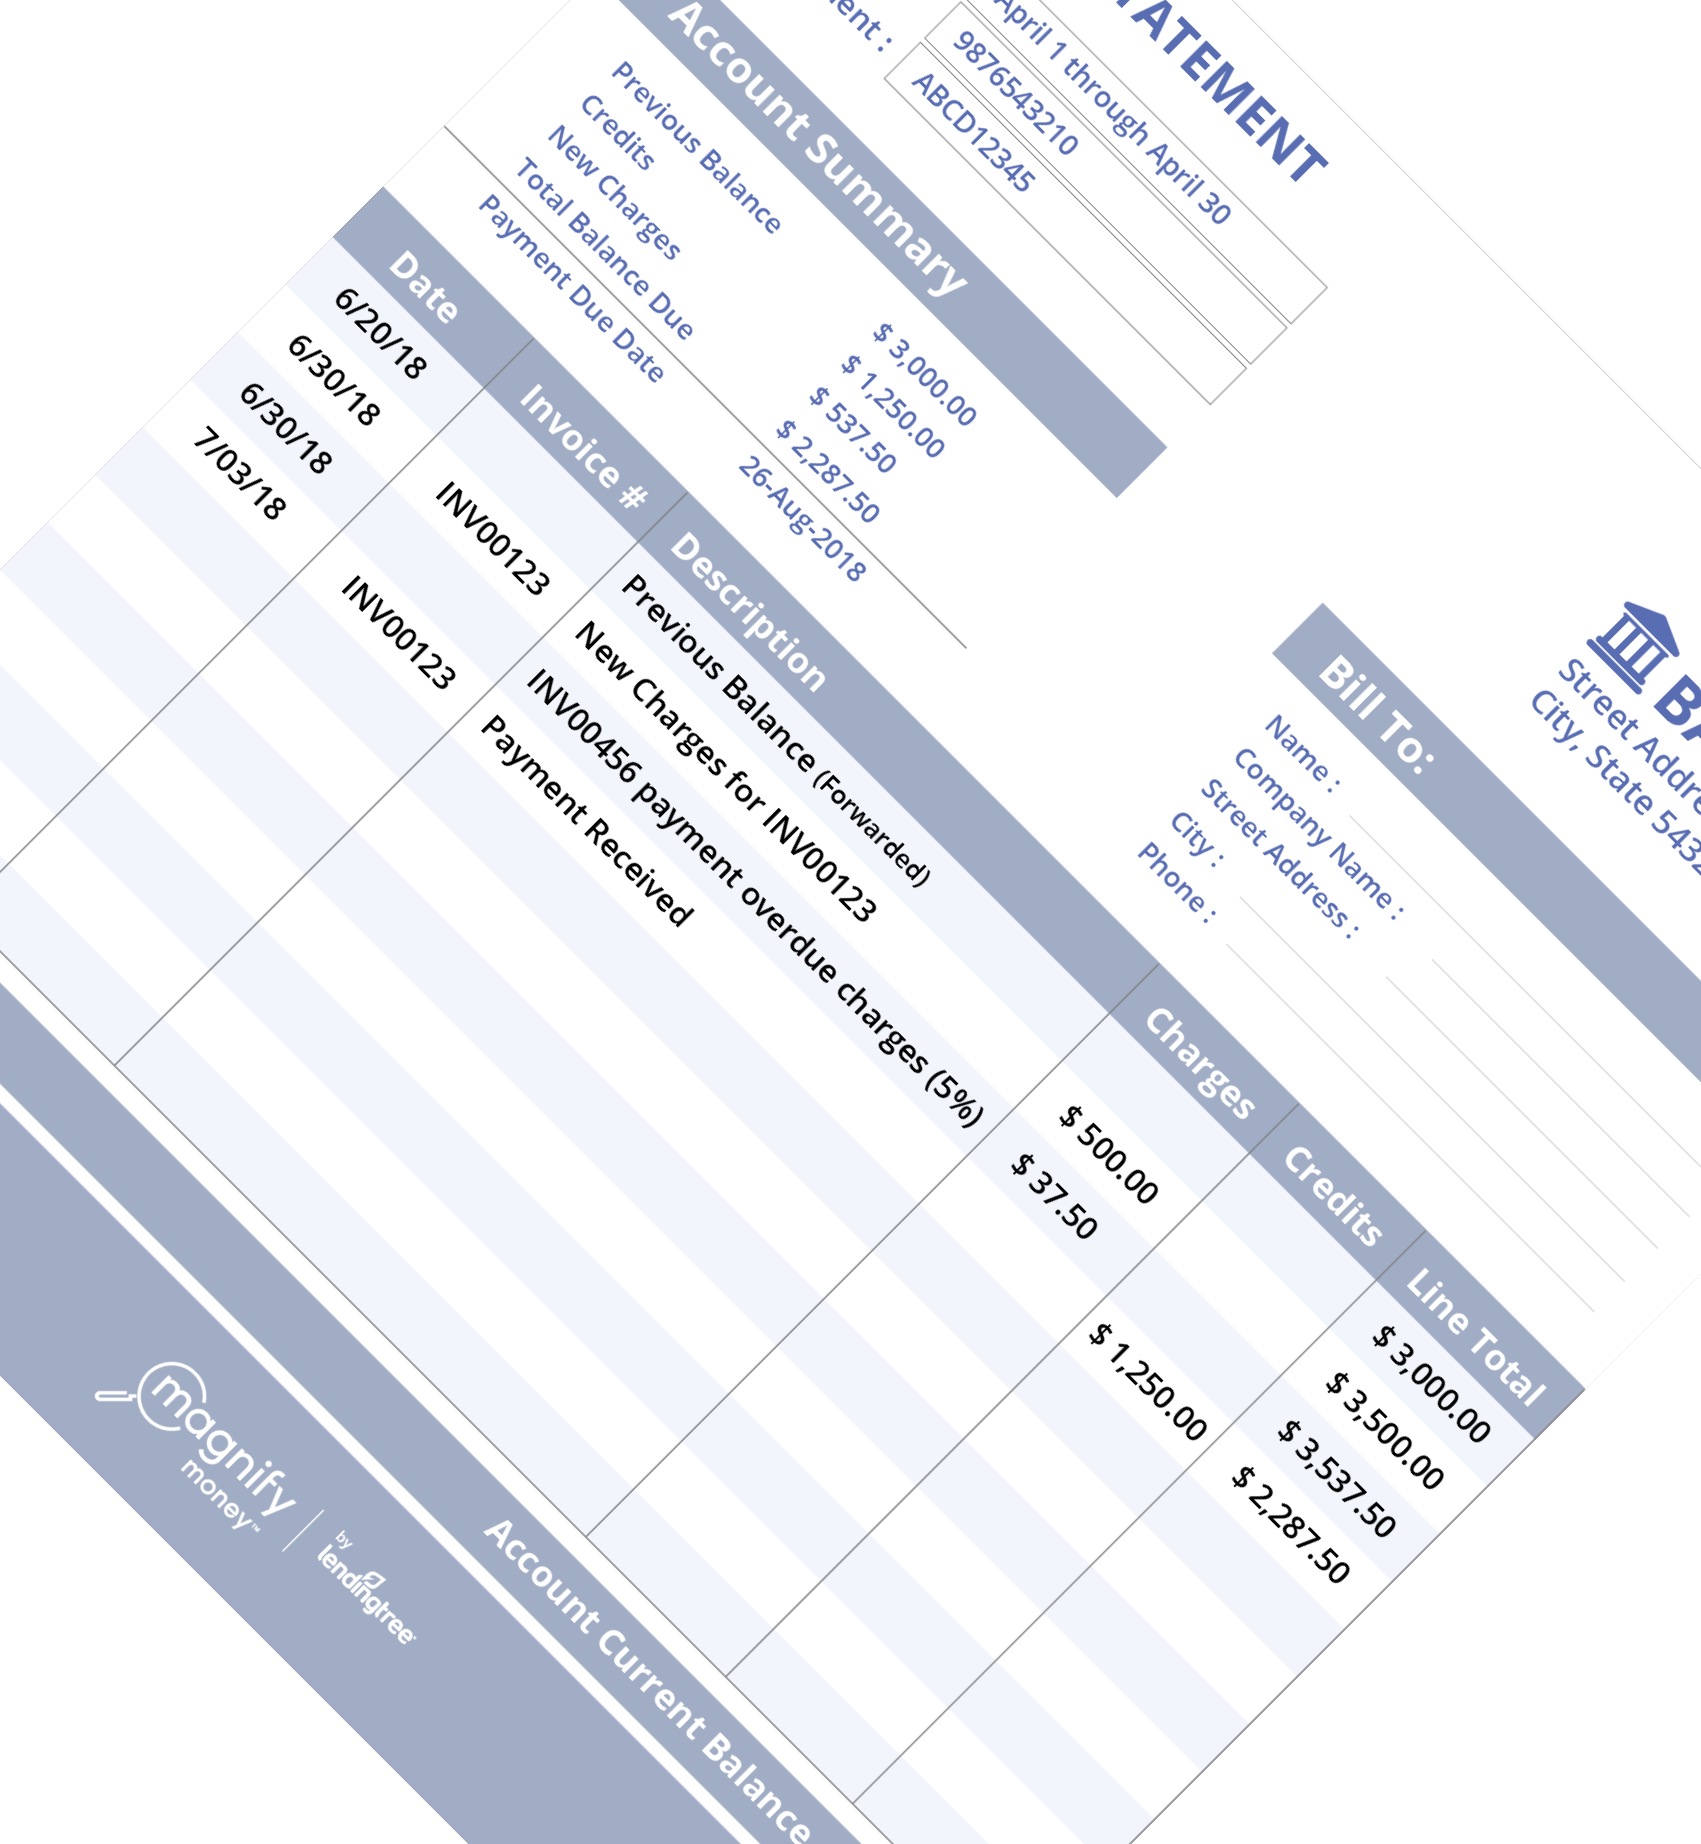 April 1 through April 30
9876543210
ABCD12345
Account Summary
Previous Balance $ 3,000.00
Credits $ 1,250.00
New Charges $ 537.50
Total Balance Due $ 2,287.50
Payment Due Date 26-Aug-2018
Street
City, State
Bill To:
Name :
Company Name :
Street Address :
City :
Phone :
Date Invoice # Description Charges Credits Line Total
6/20/18 Previous Balance (Forwarded) $ 3,000.00
6/30/18 INV00123 New Charges for INV00123 $ 500.00 $ 3,500.00
6/30/18 INV00456 payment overdue charges (5%) $ 37.50 $ 3,537.50
7/03/18 INV00123 Payment Received $ 1,250.00 $ 2,287.50
Account Current Balance
magnify
money™
by
lendingtree